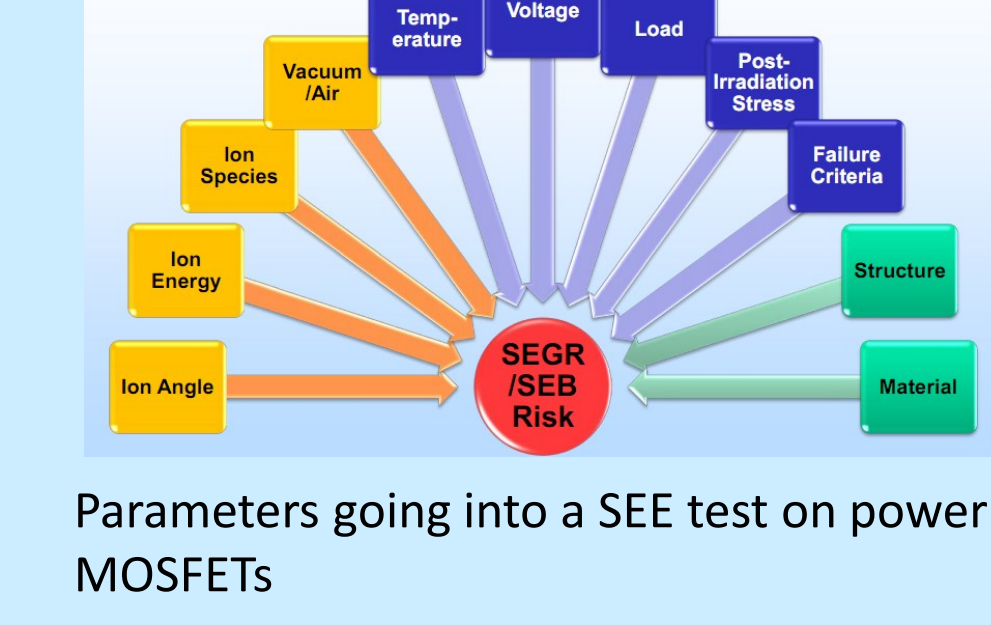 Temp-
erature
Voltage
Load
Vacuum
/Air
Post-
Irradiation
Stress
Ion
Species
Failure
Criteria
Ion
Energy
Structure
Ion Angle
SEGR
/SEB
Risk
Material
Parameters going into a SEE test on power
MOSFETs